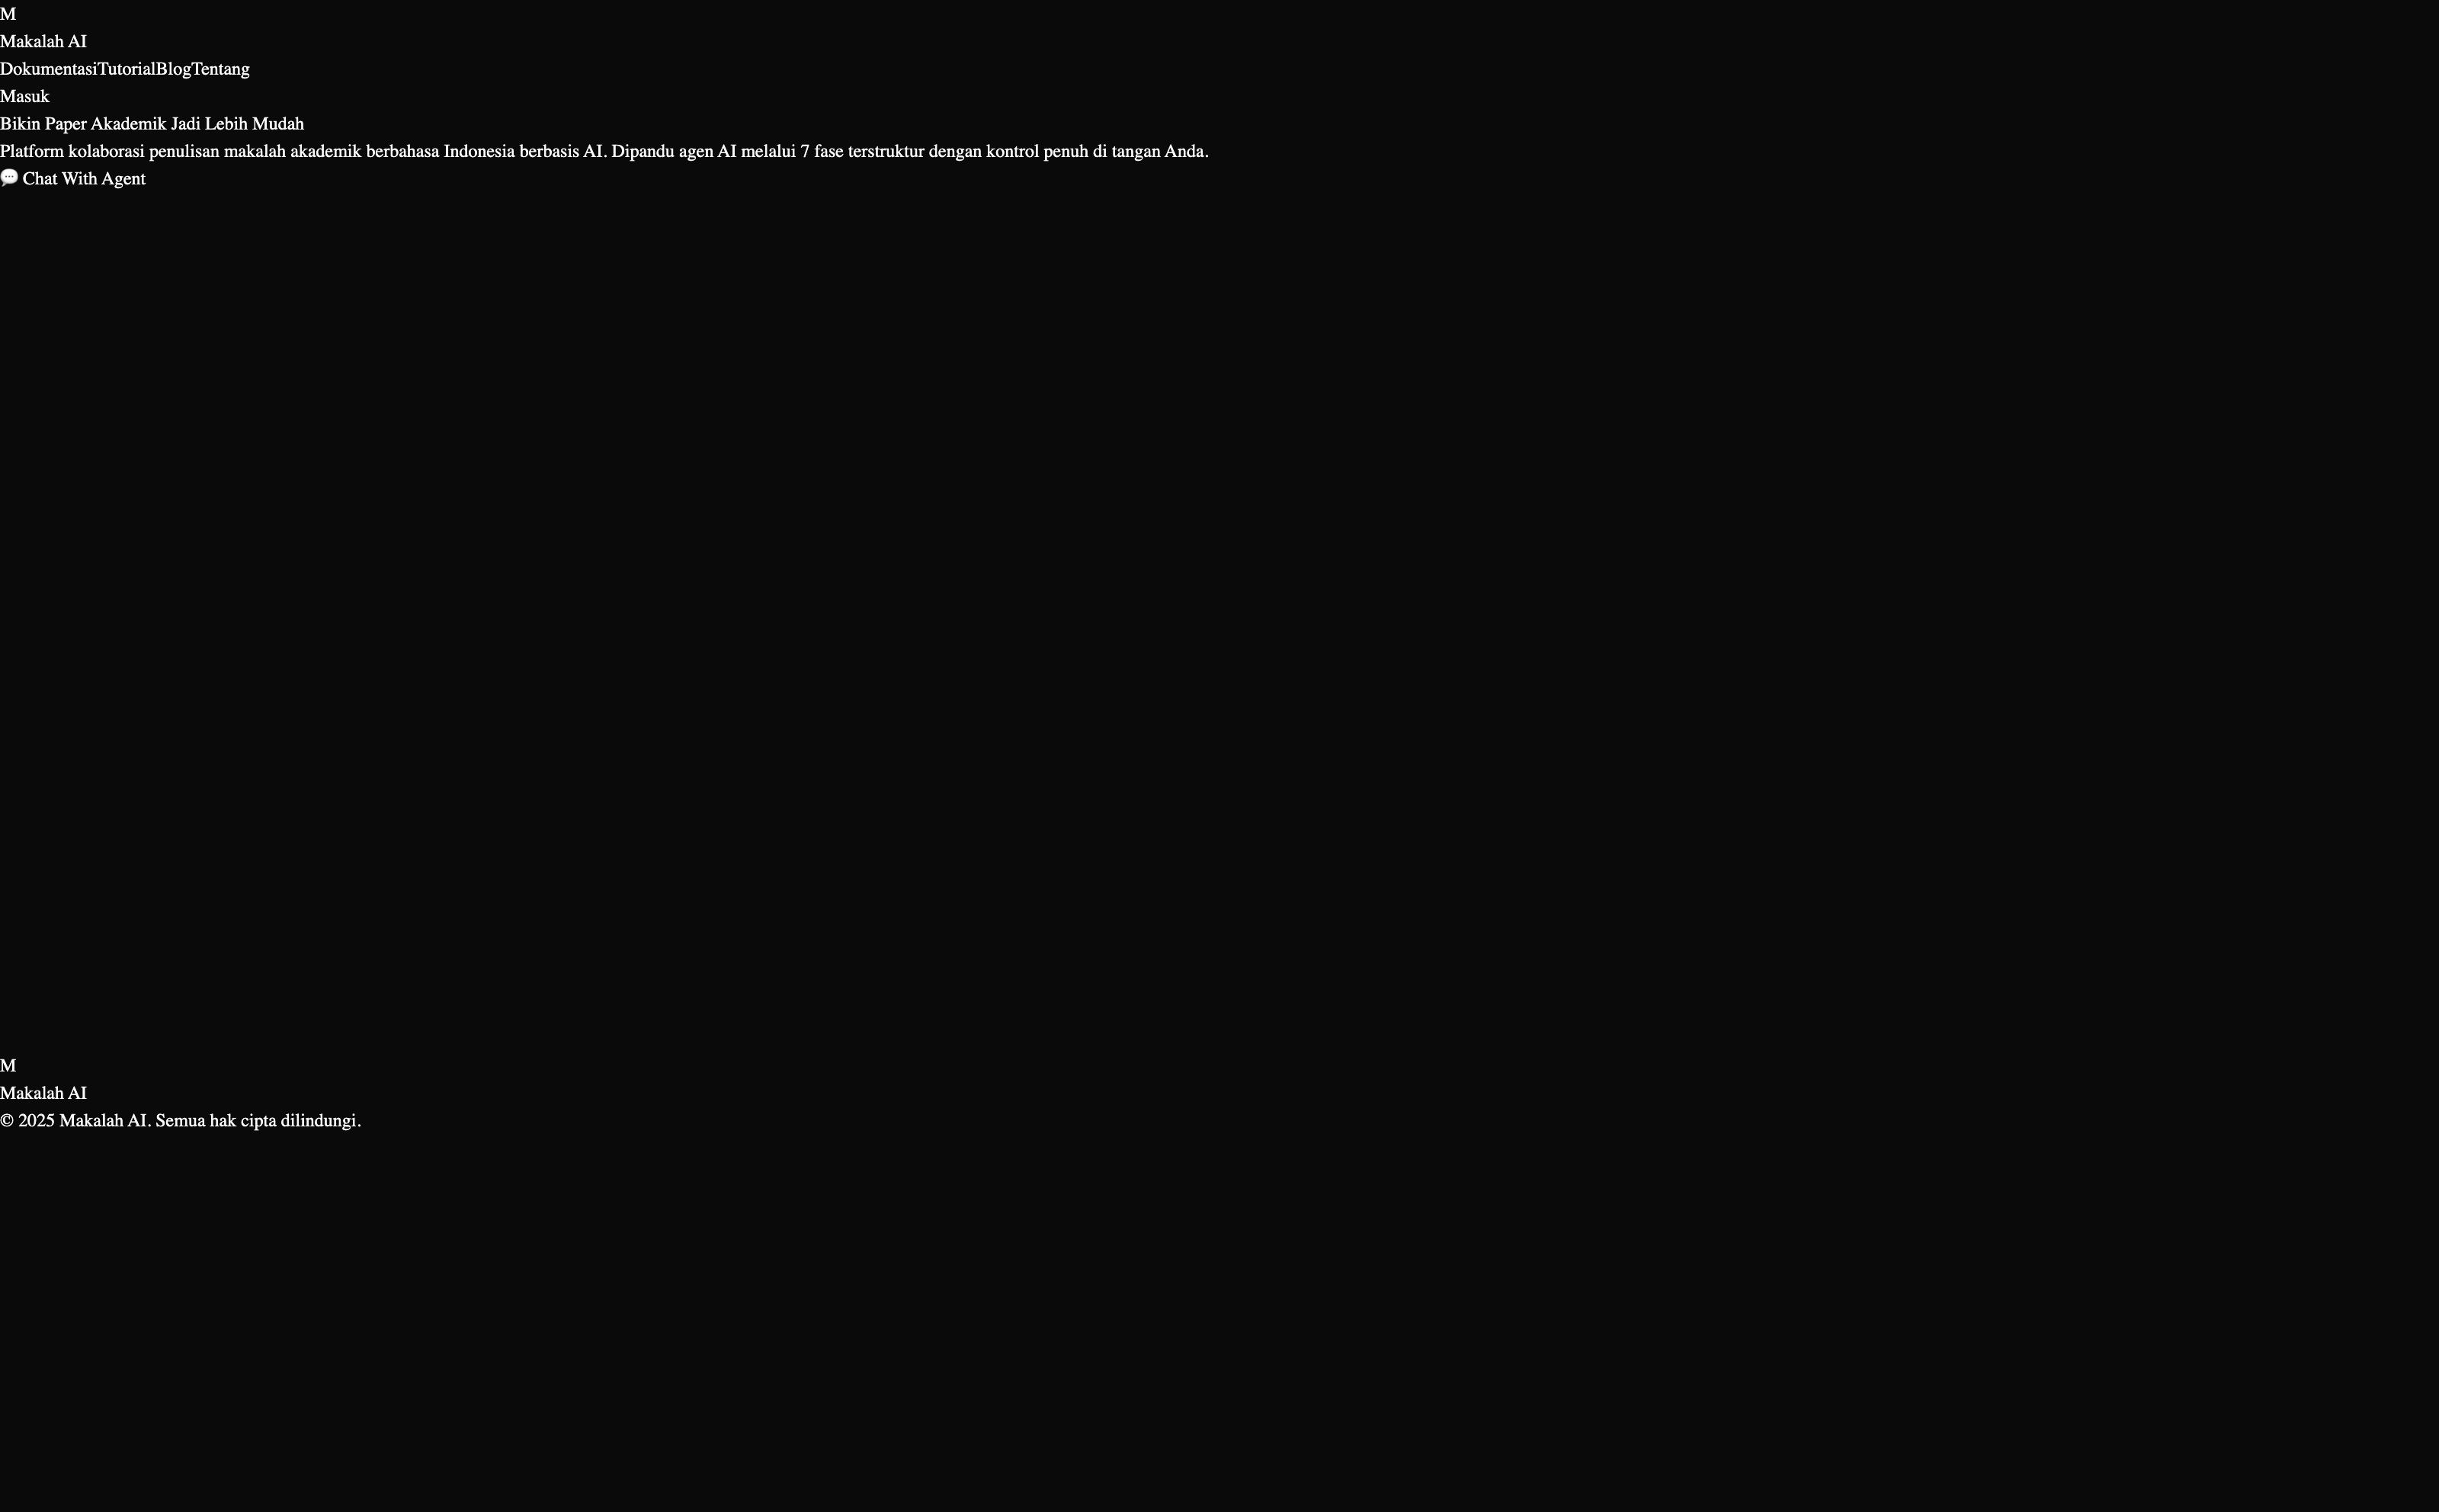 M
Makalah AI
DokumentasiTutorialBlogTentang
Masuk
Bikin Paper Akademik Jadi Lebih Mudah
Platform kolaborasi penulisan makalah akademik berbahasa Indonesia berbasis AI. Dipandu agen AI melalui 7 fase terstruktur dengan kontrol penuh di tangan Anda.
💬 Chat With Agent
M
Makalah AI
© 2025 Makalah AI. Semua hak cipta dilindungi.